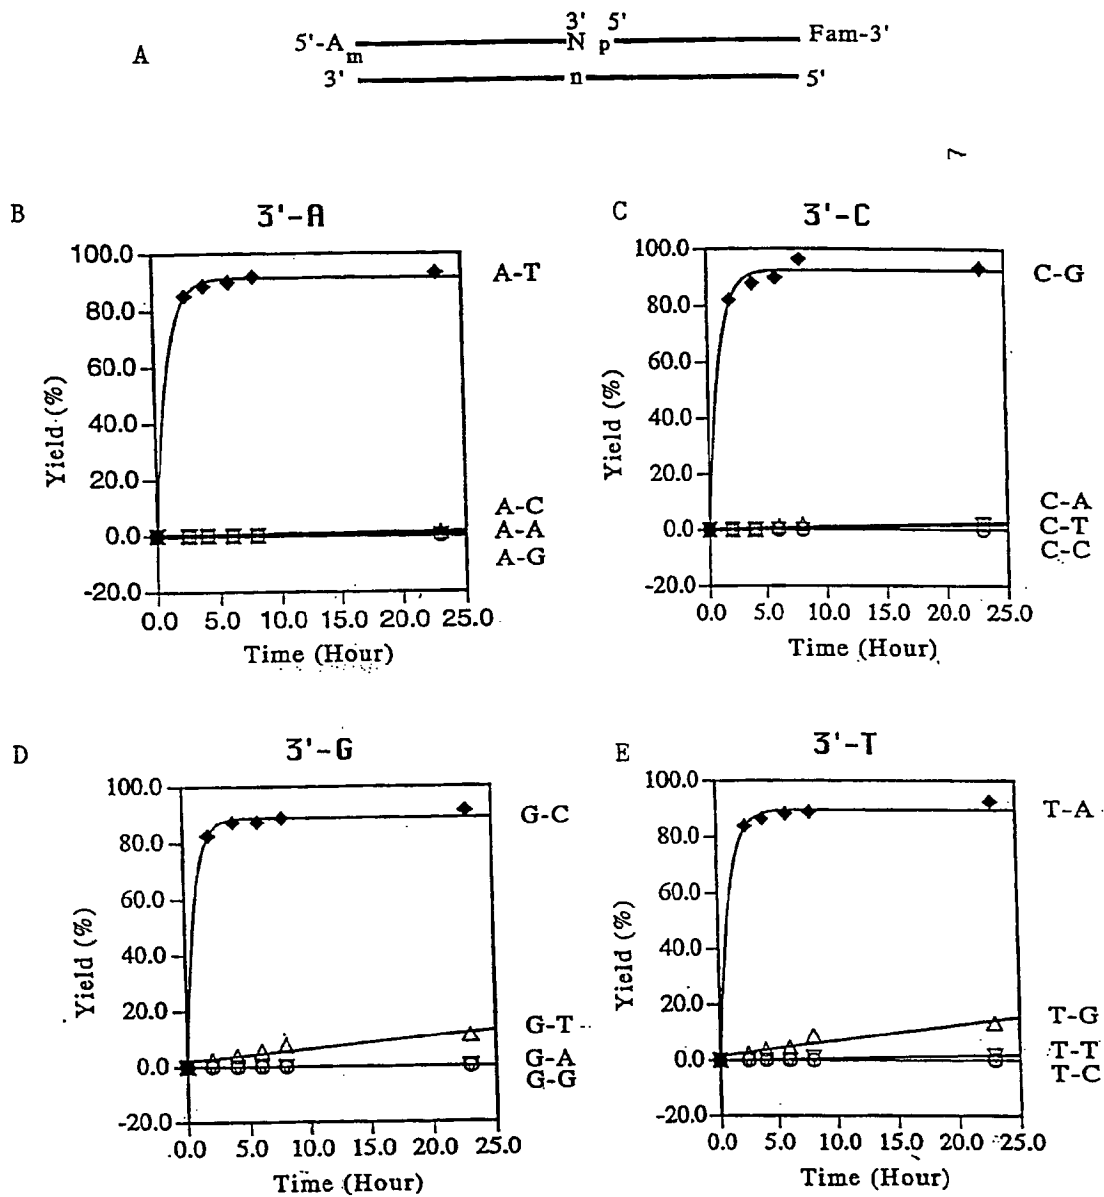 A
5'-Am
3' 5'
N p
Fam-3'
3'
n
5'
7
B
3'-A
100.0
80.0
60.0
40.0
20.0
0.0
-20.0
Yield (%)
0.0 5.0 10.0 15.0 20.0 25.0
Time (Hour)
A-T
A-C
A-A
A-G
C
3'-C
100.0
80.0
60.0
40.0
20.0
0.0
-20.0
Yield (%)
0.0 5.0 10.0 15.0 20.0 25.0
Time (Hour)
C-G
C-A
C-T
C-C
D
3'-G
100.0
80.0
60.0
40.0
20.0
0.0
-20.0
Yield (%)
0.0 5.0 10.0 15.0 20.0 25.0
Time (Hour)
G-C
G-T
G-A
G-G
E
3'-T
100.0
80.0
60.0
40.0
20.0
0.0
-20.0
Yield (%)
0.0 5.0 10.0 15.0 20.0 25.0
Time (Hour)
T-A
T-G
T-T
T-C